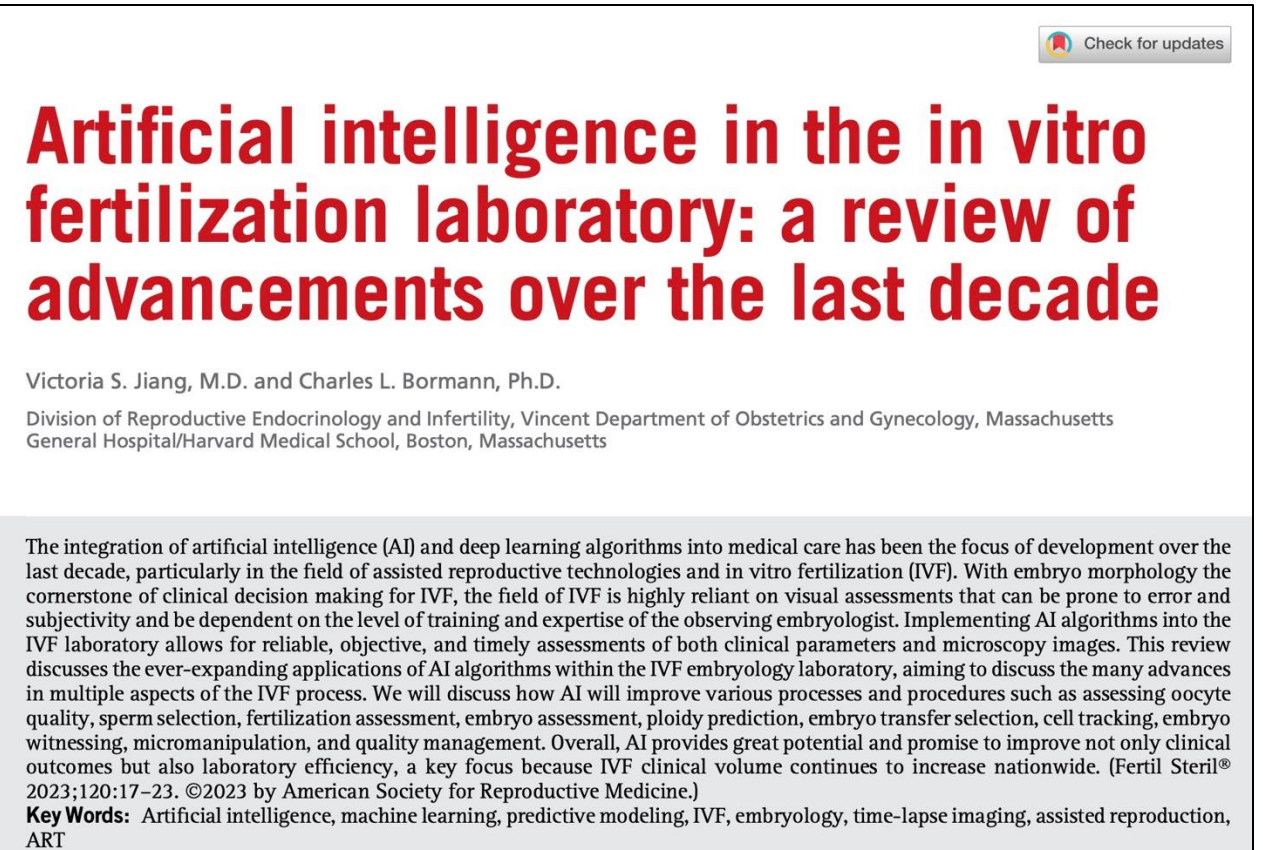 Check for updates
Artificial intelligence in the in vitro
fertilization laboratory: a review of
advancements over the last decade
Victoria S. Jiang, M.D. and Charles L. Bormann, Ph.D.
Division of Reproductive Endocrinology and Infertility, Vincent Department of Obstetrics and Gynecology, Massachusetts
General Hospital/Harvard Medical School, Boston, Massachusetts
The integration of artificial intelligence (AI) and deep learning algorithms into medical care has been the focus of development over the
last decade, particularly in the field of assisted reproductive technologies and in vitro fertilization (IVF). With embryo morphology the
cornerstone of clinical decision making for IVF, the field of IVF is highly reliant on visual assessments that can be prone to error and
subjectivity and be dependent on the level of training and expertise of the observing embryologist. Implementing AI algorithms into the
IVF laboratory allows for reliable, objective, and timely assessments of both clinical parameters and microscopy images. This review
discusses the ever-expanding applications of AI algorithms within the IVF embryology laboratory, aiming to discuss the many advances
in multiple aspects of the IVF process. We will discuss how AI will improve various processes and procedures such as assessing oocyte
quality, sperm selection, fertilization assessment, embryo assessment, ploidy prediction, embryo transfer selection, cell tracking, embryo
witnessing, micromanipulation, and quality management. Overall, AI provides great potential and promise to improve not only clinical
outcomes but also laboratory efficiency, a key focus because IVF clinical volume continues to increase nationwide. (Fertil Steril®
2023;120:17–23. ©2023 by American Society for Reproductive Medicine.)
Key Words: Artificial intelligence, machine learning, predictive modeling, IVF, embryology, time-lapse imaging, assisted reproduction,
ART